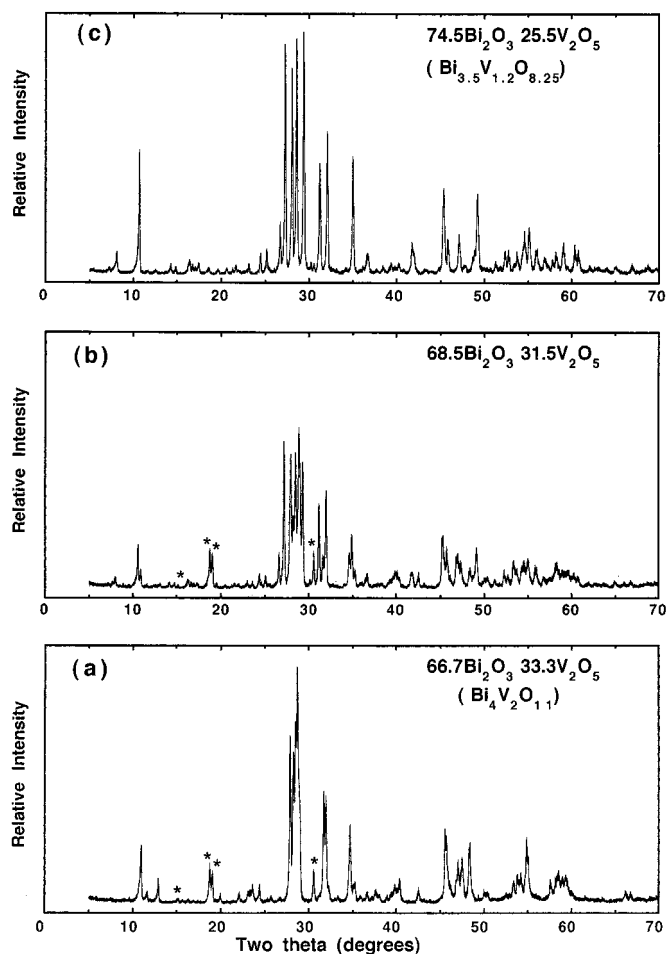 (c)
74.5Bi₂O₃ 25.5V₂O₅
( Bi₃.₅V₁.₂O₈.₂₅)
Relative Intensity
0 10 20 30 40 50 60 70
(b)
68.5Bi₂O₃ 31.5V₂O₅
Relative Intensity
* * * *
0 10 20 30 40 50 60 70
(a)
66.7Bi₂O₃ 33.3V₂O₅
( Bi₄V₂O₁₁)
Relative Intensity
* * * *
0 10 20 30 40 50 60 70
Two theta (degrees)